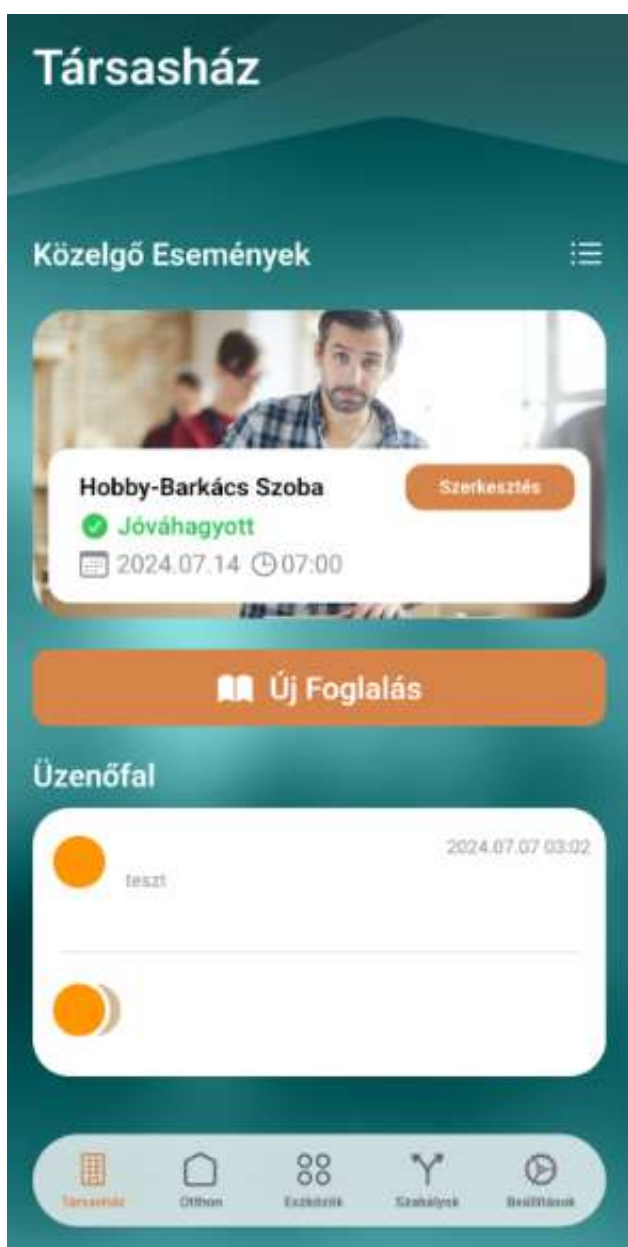 Társasház
Közelgő Események
Hobby-Barkács Szoba
Szerkesztés
Jóváhagyott
2024.07.14 07:00
Új Foglalás
Üzenőfal
2024.07.07 03:02
teszt
Társasház Otthon Eszközök Szabályok Beállítások